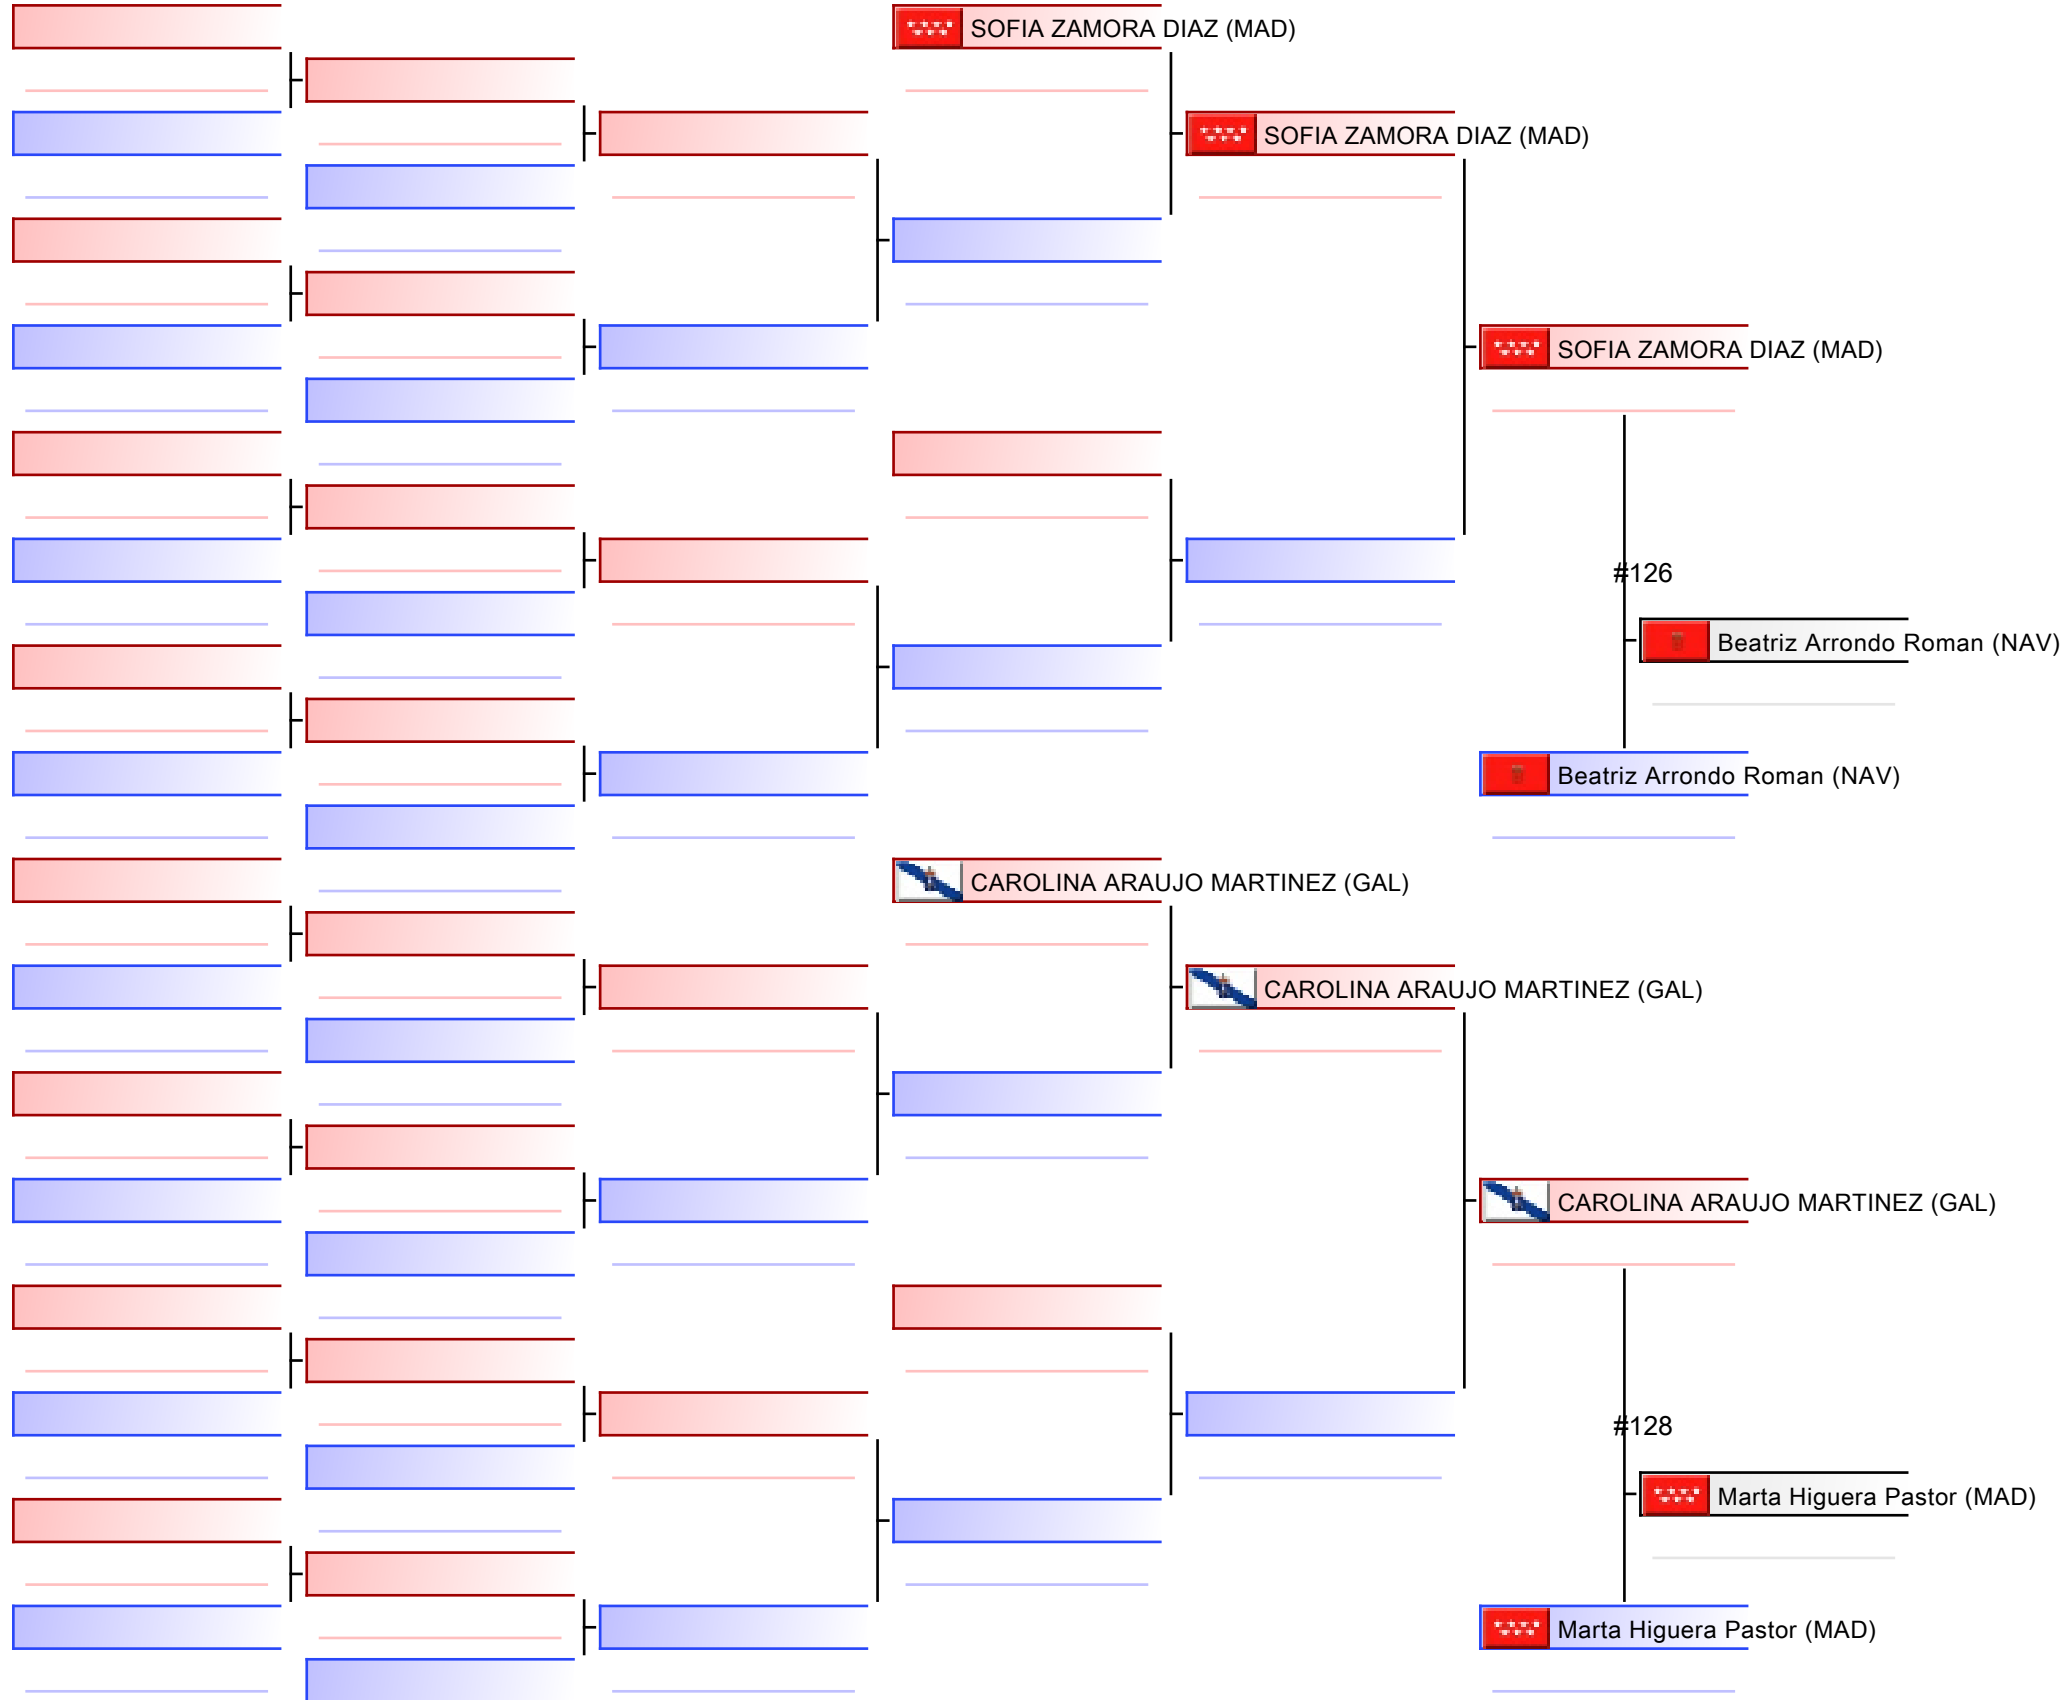 SOFIA ZAMORA DIAZ (MAD)
SOFIA ZAMORA DIAZ (MAD)
SOFIA ZAMORA DIAZ (MAD)
#126
Beatriz Arrondo Roman (NAV)
Beatriz Arrondo Roman (NAV)
CAROLINA ARAUJO MARTINEZ (GAL)
CAROLINA ARAUJO MARTINEZ (GAL)
CAROLINA ARAUJO MARTINEZ (GAL)
#128
Marta Higuera Pastor (MAD)
Marta Higuera Pastor (MAD)